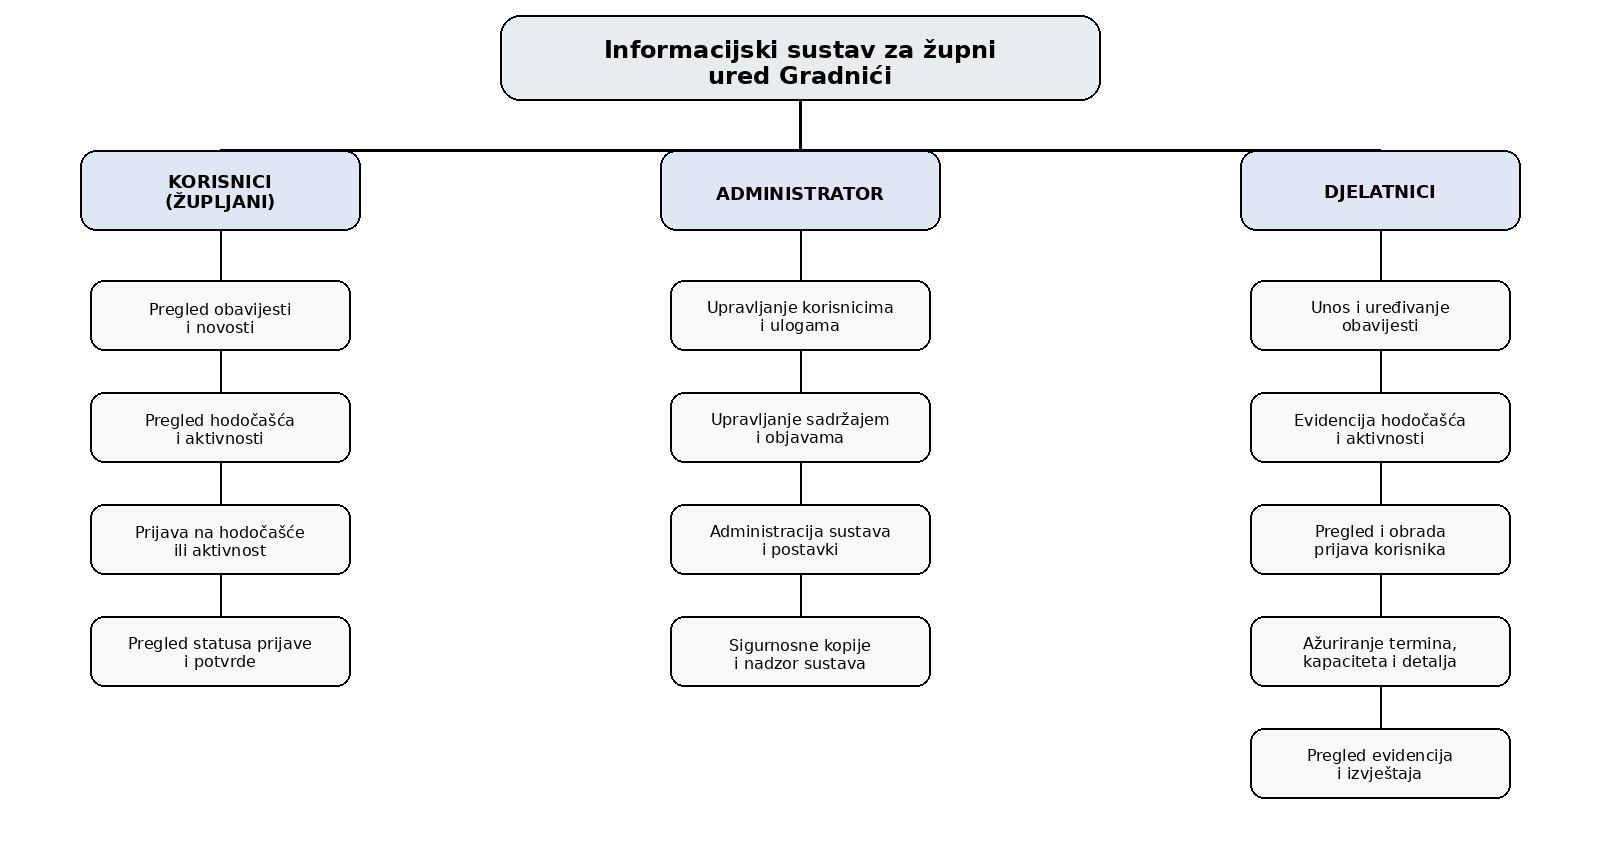 Informacijski sustav za župni
ured Gradnići
KORISNICI
(ŽUPLJANI)
Pregled obavijesti
i novosti
Pregled hodočašća
i aktivnosti
Prijava na hodočašće
ili aktivnost
Pregled statusa prijave
i potvrde
ADMINISTRATOR
Upravljanje korisnicima
i ulogama
Upravljanje sadržajem
i objavama
Administracija sustava
i postavki
Sigurnosne kopije
i nadzor sustava
DJELATNICI
Unos i uređivanje
obavijesti
Evidencija hodočašća
i aktivnosti
Pregled i obrada
prijava korisnika
Ažuriranje termina,
kapaciteta i detalja
Pregled evidencija
i izvještaja